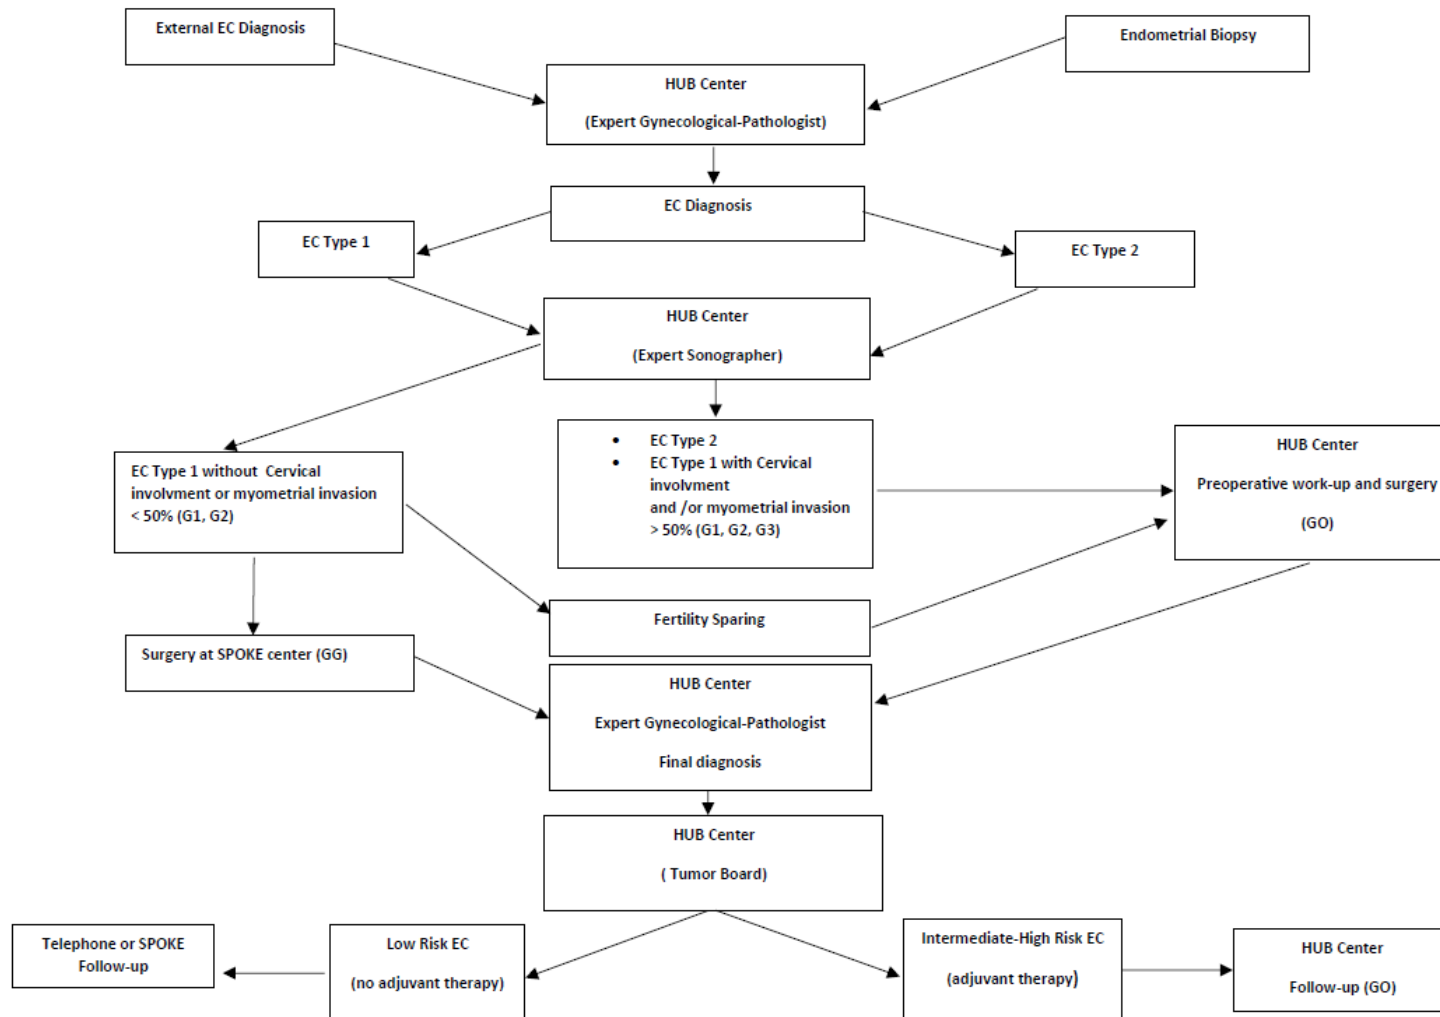 External EC Diagnosis
Endometrial Biopsy
HUB Center
(Expert Gynecological-Pathologist)
EC Diagnosis
EC Type 1
EC Type 2
HUB Center
(Expert Sonographer)
EC Type 1 without Cervical
involvment or myometrial invasion
< 50% (G1, G2)
• EC Type 2
• EC Type 1 with Cervical
involvment
and /or myometrial invasion
> 50% (G1, G2, G3)
HUB Center
Preoperative work-up and surgery
(GO)
Fertility Sparing
Surgery at SPOKE center (GG)
HUB Center
Expert Gynecological-Pathologist
Final diagnosis
HUB Center
( Tumor Board)
Telephone or SPOKE
Follow-up
Low Risk EC
(no adjuvant therapy)
Intermediate-High Risk EC
(adjuvant therapy)
HUB Center
Follow-up (GO)